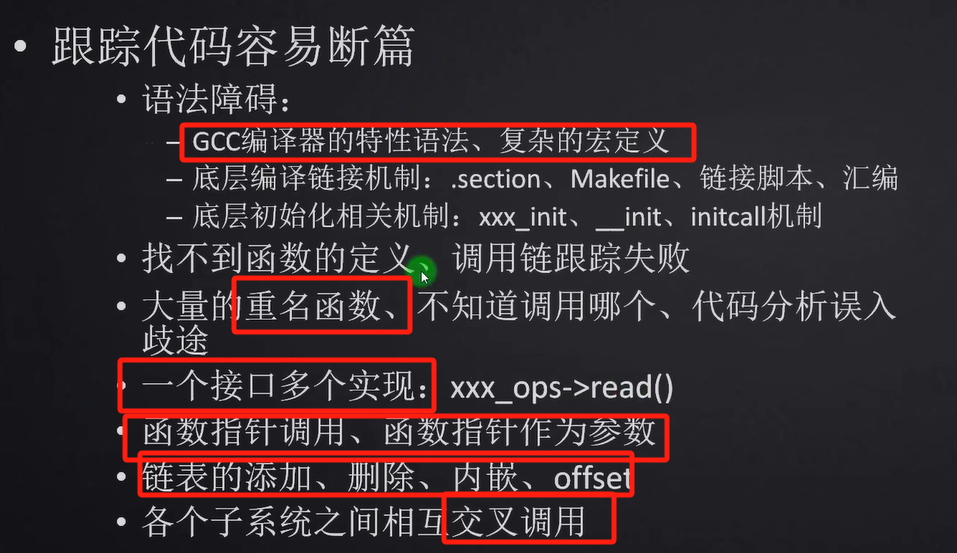 跟踪代码容易断篇
语法障碍：
– GCC编译器的特性语法、复杂的宏定义
– 底层编译链接机制：.section、Makefile、链接脚本、汇编
– 底层初始化相关机制：xxx_init、__init、initcall机制
找不到函数的定义、调用链跟踪失败
大量的重名函数、不知道调用哪个、代码分析误入
歧途
一个接口多个实现：xxx_ops->read()
函数指针调用、函数指针作为参数
链表的添加、删除、内嵌、offset
各个子系统之间相互交叉调用